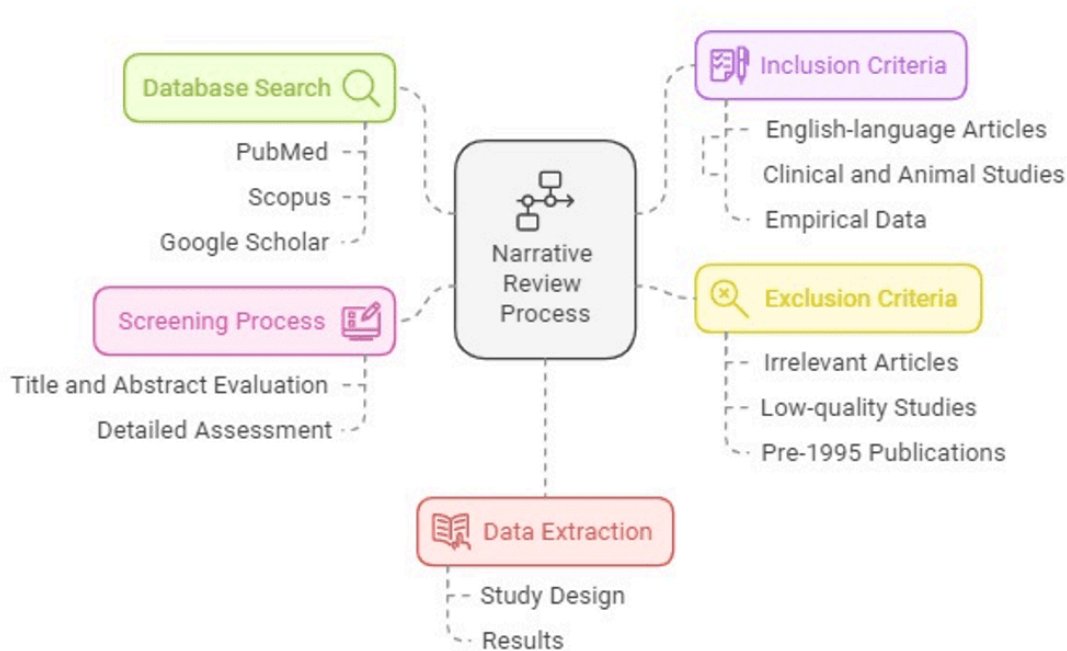 Database Search
PubMed
Scopus
Google Scholar
Screening Process
Title and Abstract Evaluation
Detailed Assessment
Narrative
Review
Process
Inclusion Criteria
English-language Articles
Clinical and Animal Studies
Empirical Data
Exclusion Criteria
Irrelevant Articles
Low-quality Studies
Pre-1995 Publications
Data Extraction
Study Design
Results